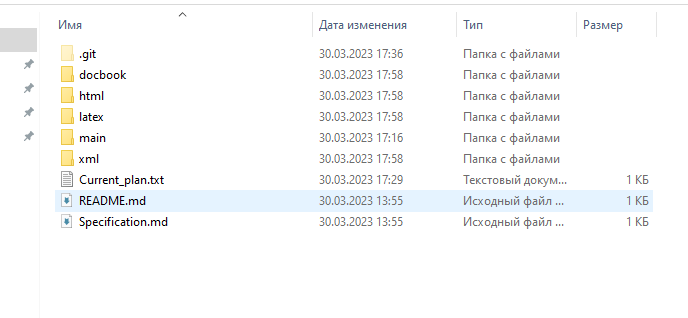 Имя Дата изменения Тип Размер
.git 30.03.2023 17:36 Папка с файлами
docbook 30.03.2023 17:58 Папка с файлами
html 30.03.2023 17:58 Папка с файлами
latex 30.03.2023 17:58 Папка с файлами
main 30.03.2023 17:16 Папка с файлами
xml 30.03.2023 17:58 Папка с файлами
Current_plan.txt 30.03.2023 17:29 Текстовый докум... 1 КБ
README.md 30.03.2023 13:55 Исходный файл ... 1 КБ
Specification.md 30.03.2023 13:55 Исходный файл ... 1 КБ